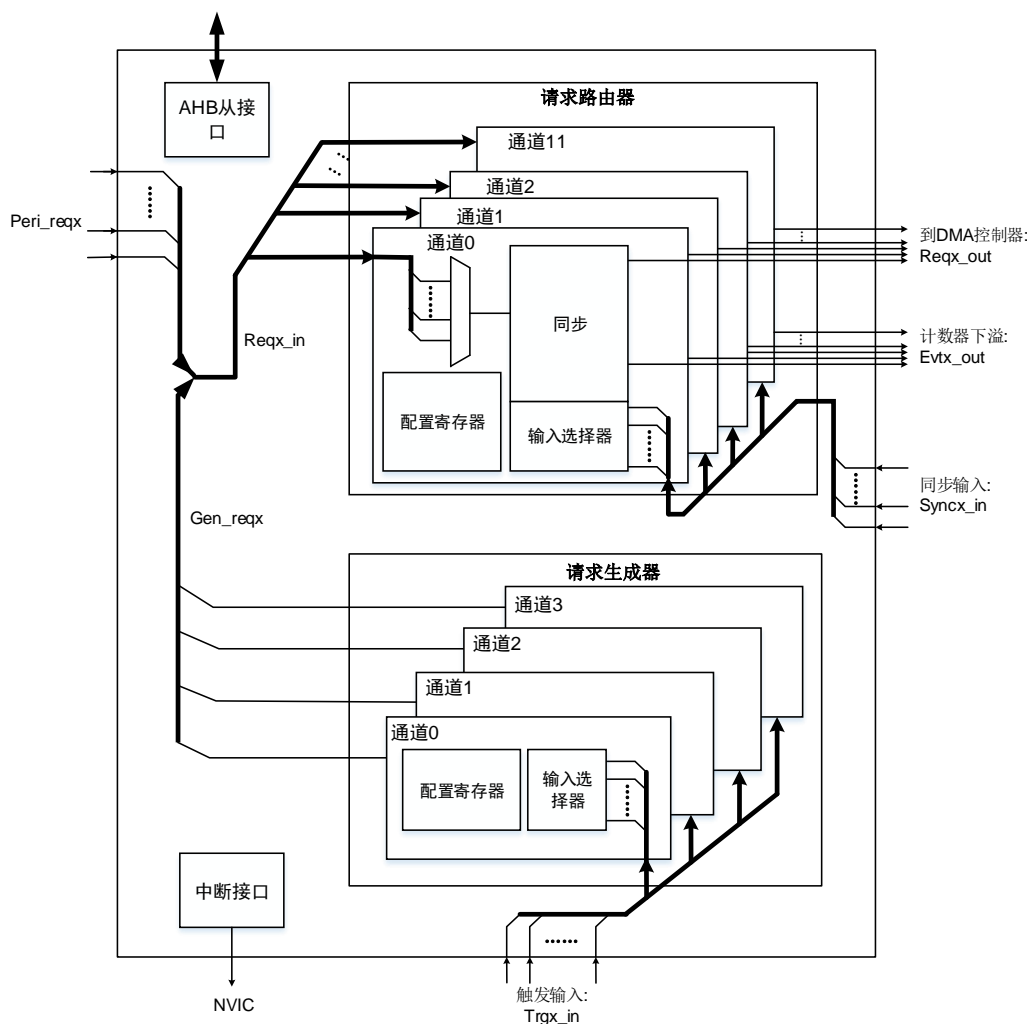 AHB从接
口
请求路由器
通道11
通道2
通道1
通道0
Peri_reqx
到DMA控制器:
Reqx_out
同步
Reqx_in
计数器下溢:
Evtx_out
配置寄存器
输入选择器
同步输入:
Syncx_in
Gen_reqx
请求生成器
通道3
通道2
通道1
通道0
配置寄存器
输入选
择器
中断接口
NVIC
触发输入:
Trgx_in